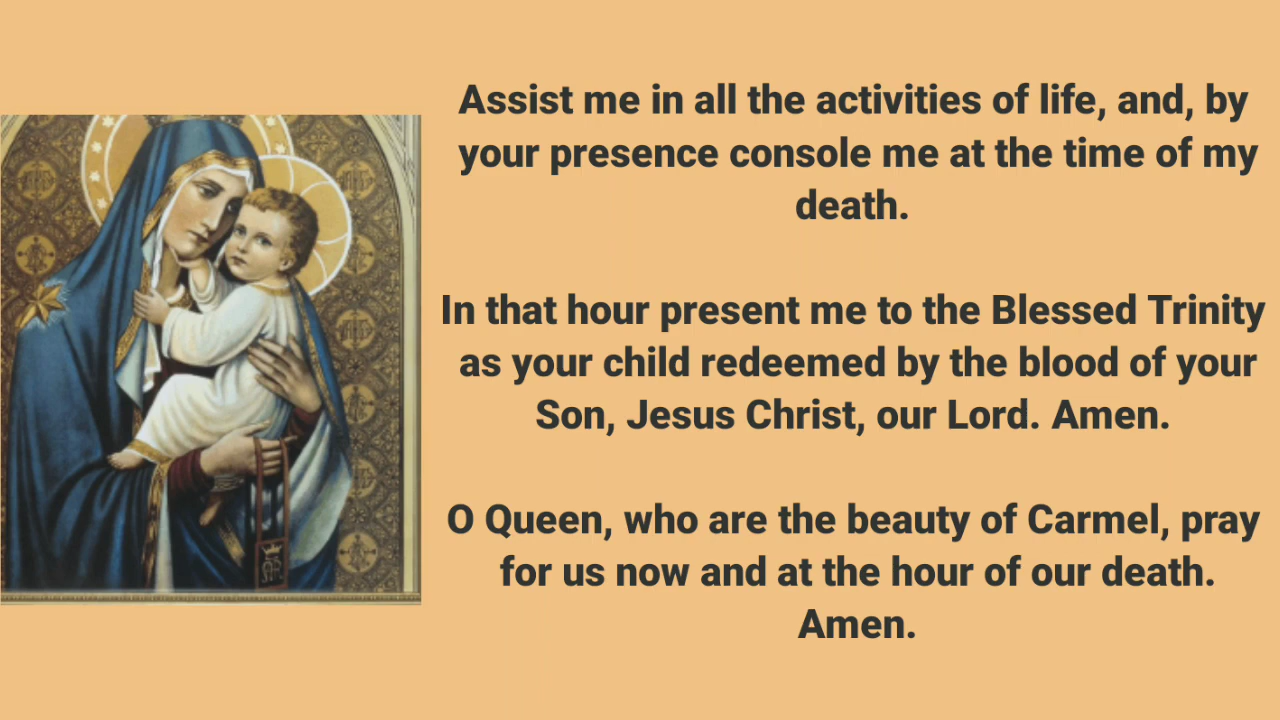 Assist me in all the activities of life, and, by
your presence console me at the time of my
death.
In that hour present me to the Blessed Trinity
as your child redeemed by the blood of your
Son, Jesus Christ, our Lord. Amen.
O Queen, who are the beauty of Carmel, pray
for us now and at the hour of our death.
Amen.